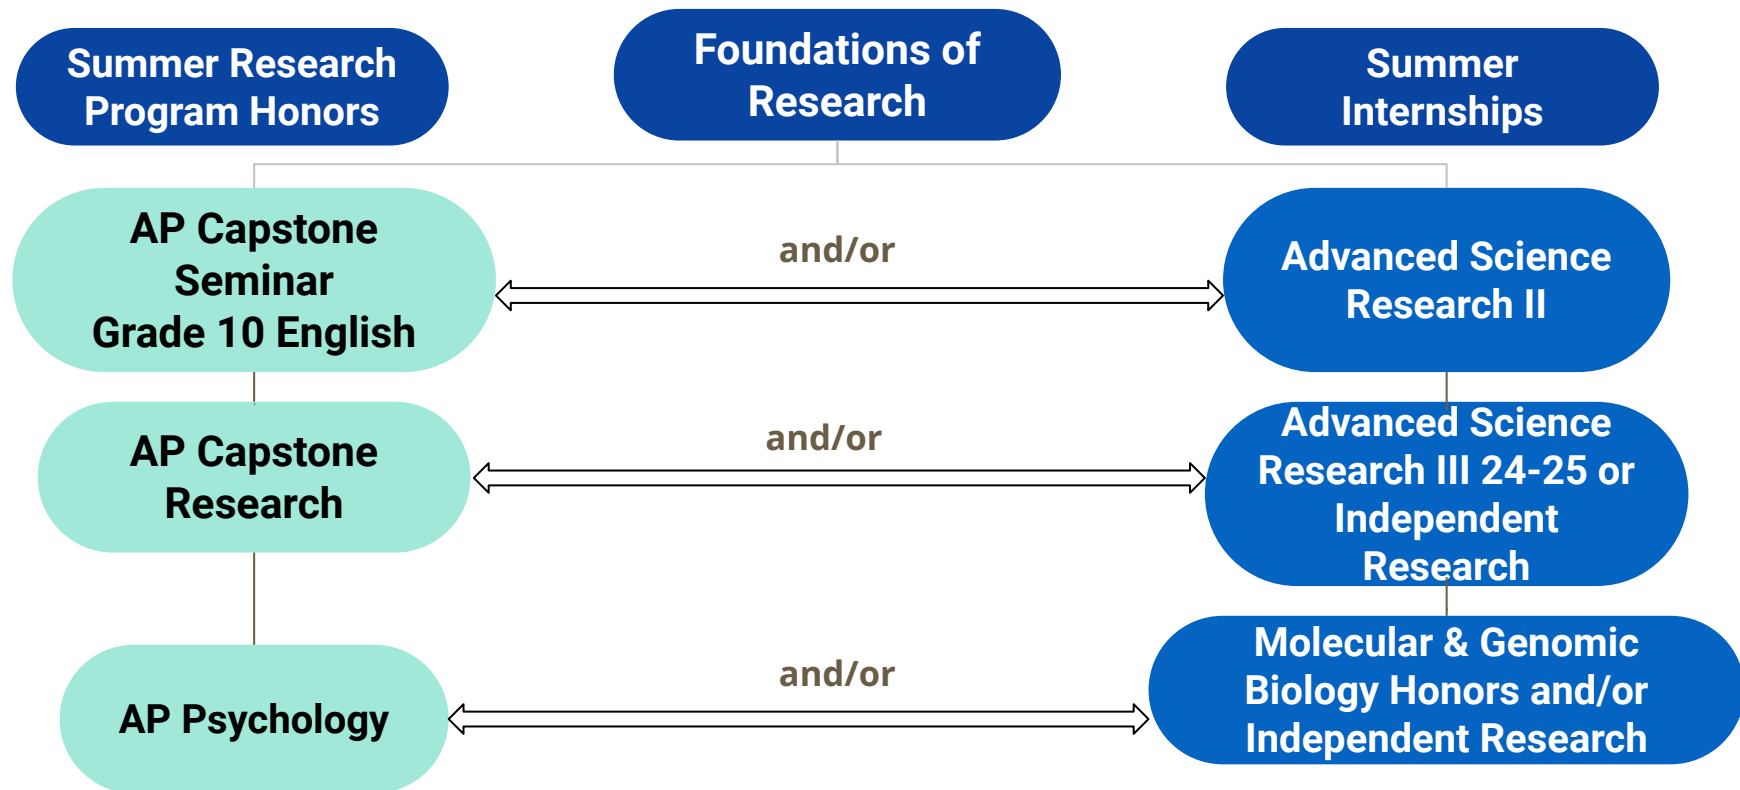 Summer Research
Program Honors
Foundations of
Research
Summer
Internships
AP Capstone
Seminar
Grade 10 English
and/or
Advanced Science
Research II
AP Capstone
Research
and/or
Advanced Science
Research III 24-25 or
Independent
Research
AP Psychology
and/or
Molecular & Genomic
Biology Honors and/or
Independent Research